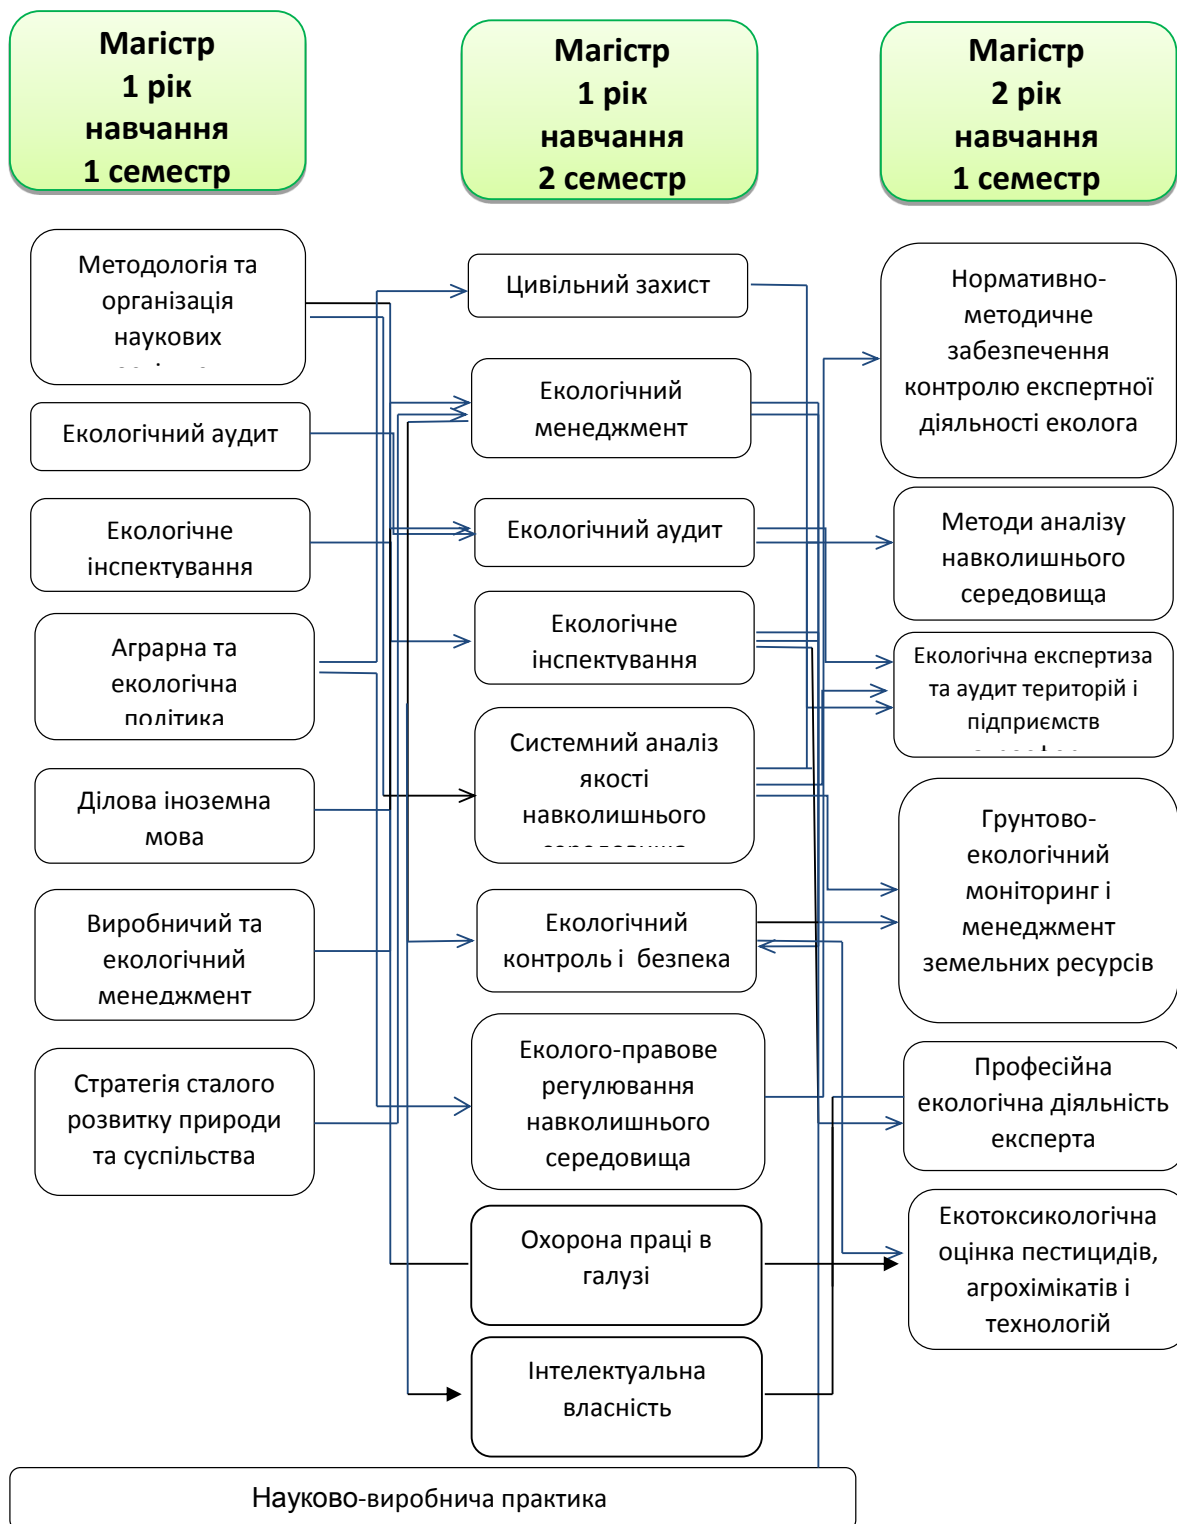 Магістр
1 рік
навчання
1 семестр
Магістр
1 рік
навчання
2 семестр
Магістр
2 рік
навчання
1 семестр
Методологія та
організація
наукових
Екологічний аудит
Екологічне
інспектування
Аграрна та
екологічна
політика
Ділова іноземна
мова
Виробничий та
екологічний
менеджмент
Стратегія сталого
розвитку природи
та суспільства
Цивільний захист
Екологічний
менеджмент
Екологічний аудит
Екологічне
інспектування
Системний аналіз
якості
навколишнього
середовища
Екологічний
контроль і безпека
Еколого-правове
регулювання
навколишнього
середовища
Охорона праці в
галузі
Інтелектуальна
власність
Нормативно-
методичне
забезпечення
контролю експертної
діяльності еколога
Методи аналізу
навколишнього
середовища
Екологічна експертиза
та аудит територій і
підприємств
Грунтово-
екологічний
моніторинг і
менеджмент
земельних ресурсів
Професійна
екологічна діяльність
експерта
Екотоксикологічна
оцінка пестицидів,
агрохімікатів і
технологій
Науково-виробнича практика